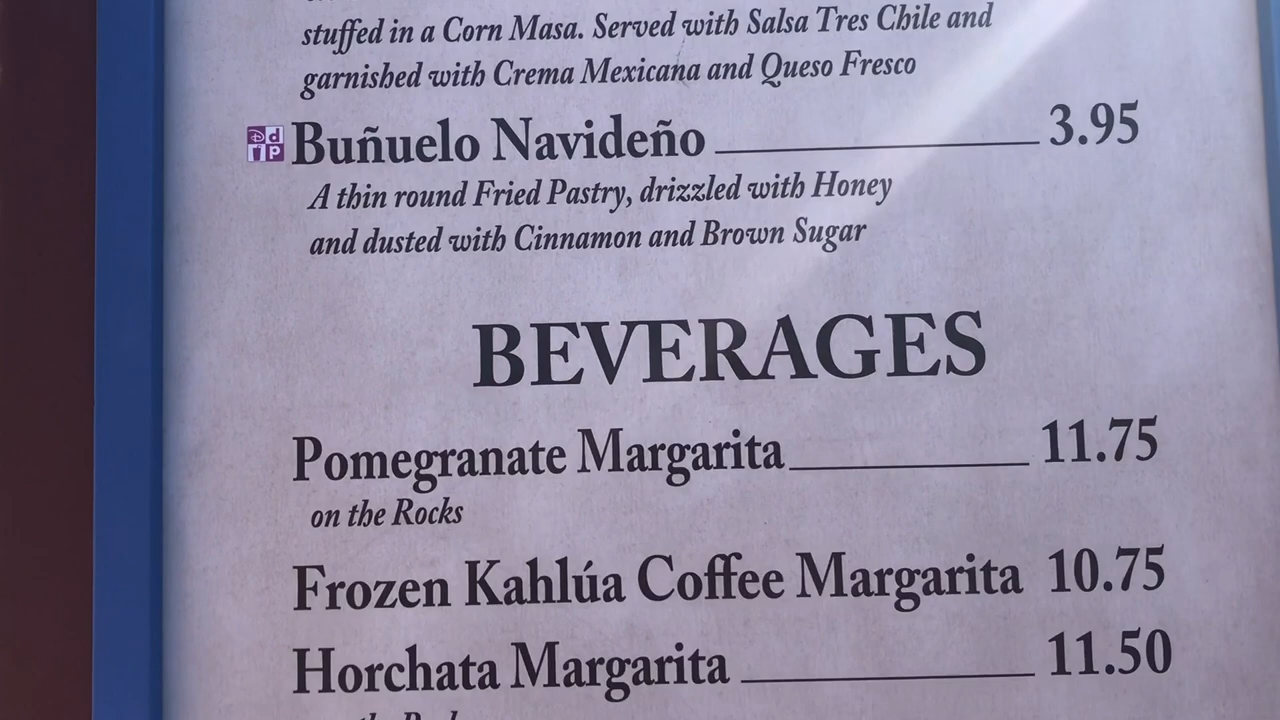 stuffed in a Corn Masa. Served with Salsa Tres Chile and
garnished with Crema Mexicana and Queso Fresco
Buñuelo Navideño 3.95
A thin round Fried Pastry, drizzled with Honey
and dusted with Cinnamon and Brown Sugar
BEVERAGES
Pomegranate Margarita 11.75
on the Rocks
Frozen Kahlúa Coffee Margarita 10.75
Horchata Margarita 11.50